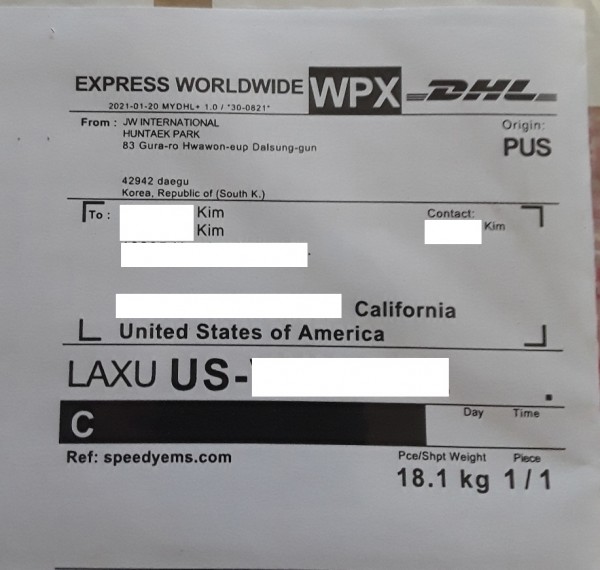 EXPRESS WORLDWIDE WPX DHL
2021-01-20 MYDHL+ 1.0 / *30-0821*
From : JW INTERNATIONAL
HUNTAEK PARK
83 Gura-ro Hwawon-eup Dalsung-gun
Origin:
PUS
42942 daegu
Korea, Republic of (South K.)
To : Kim
Kim
Contact:
Kim
California
United States of America
LAXU US-
C
Day Time
Ref: speedyems.com
Pce/Shpt Weight Piece
18.1 kg 1/1